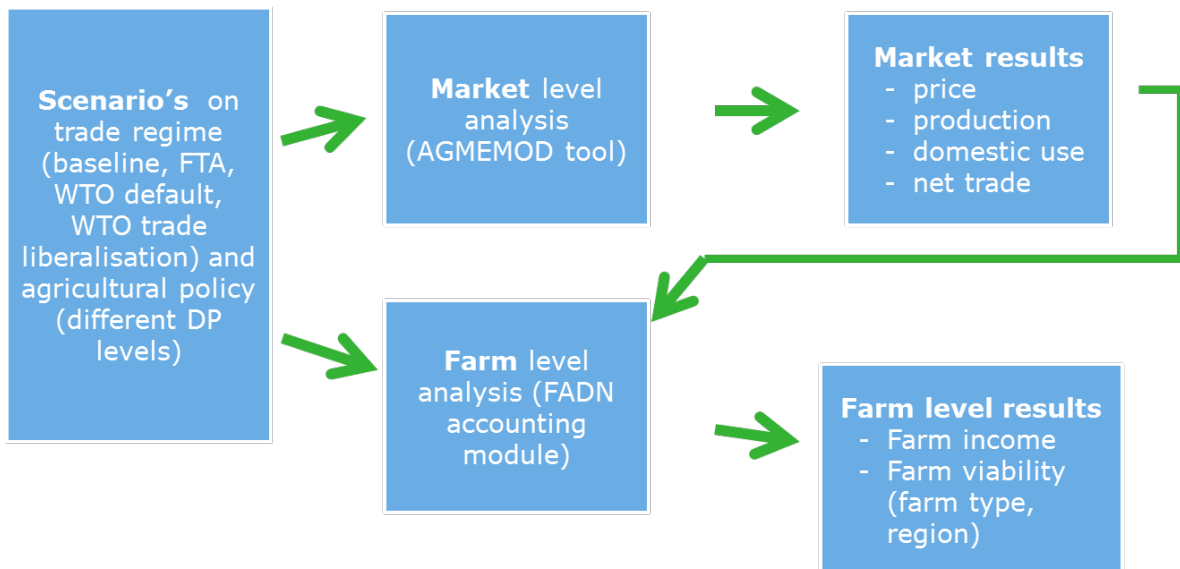 Scenario's on
trade regime
(baseline, FTA,
WTO default,
WTO trade
liberalisation) and
agricultural policy
(different DP
levels)
Market level
analysis
(AGMEMOD tool)
Market results
- price
- production
- domestic use
- net trade
Farm level
analysis (FADN
accounting
module)
Farm level results
- Farm income
- Farm viability
(farm type,
region)